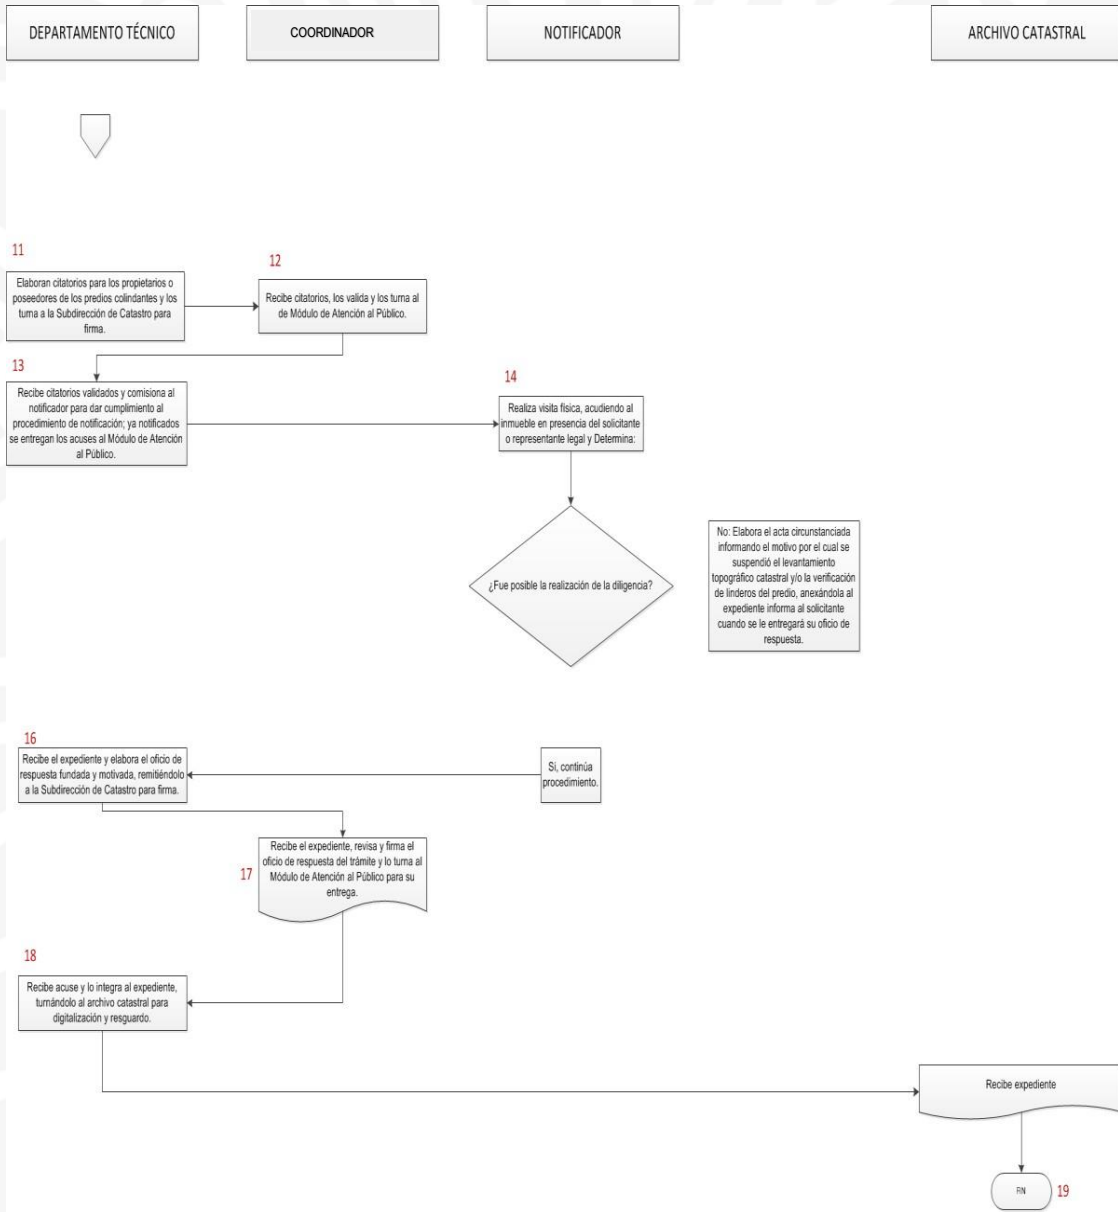 DEPARTAMENTO TÉCNICO
COORDINADOR
NOTIFICADOR
ARCHIVO CATASTRAL
11
Elaboran citatorios para los propietarios o
poseedores de los predios colindantes y los
turna a la Subdirección de Catastro para
firma.
12
Recibe citatorios, los valida y los turna al
de Módulo de Atención al Público.
13
Recibe citatorios validados y comisiona al
notificador para dar cumplimiento al
procedimiento de notificación; ya notificados
se entregan los acuses al Módulo de Atención
al Público.
14
Realiza visita física, acudiendo al
inmueble en presencia del solicitante
o representante legal y Determina:
¿Fue posible la realización de la diligencia?
No: Elabora el acta circunstanciada
informando el motivo por el cual se
suspendió el levantamiento
topográfico catastral y/o la verificación
de linderos del predio, anexándola al
expediente informa al solicitante
cuando se le entregará su oficio de
respuesta.
16
Recibe el expediente y elabora el oficio de
respuesta fundada y motivada, remitiéndolo
a la Subdirección de Catastro para firma.
Sí, continúa
procedimiento.
17
Recibe el expediente, revisa y firma el
oficio de respuesta del trámite y lo turna al
Módulo de Atención al Público para su
entrega.
18
Recibe acuse y lo integra al expediente,
turnándolo al archivo catastral para
digitalización y resguardo.
Recibe expediente
FIN
19